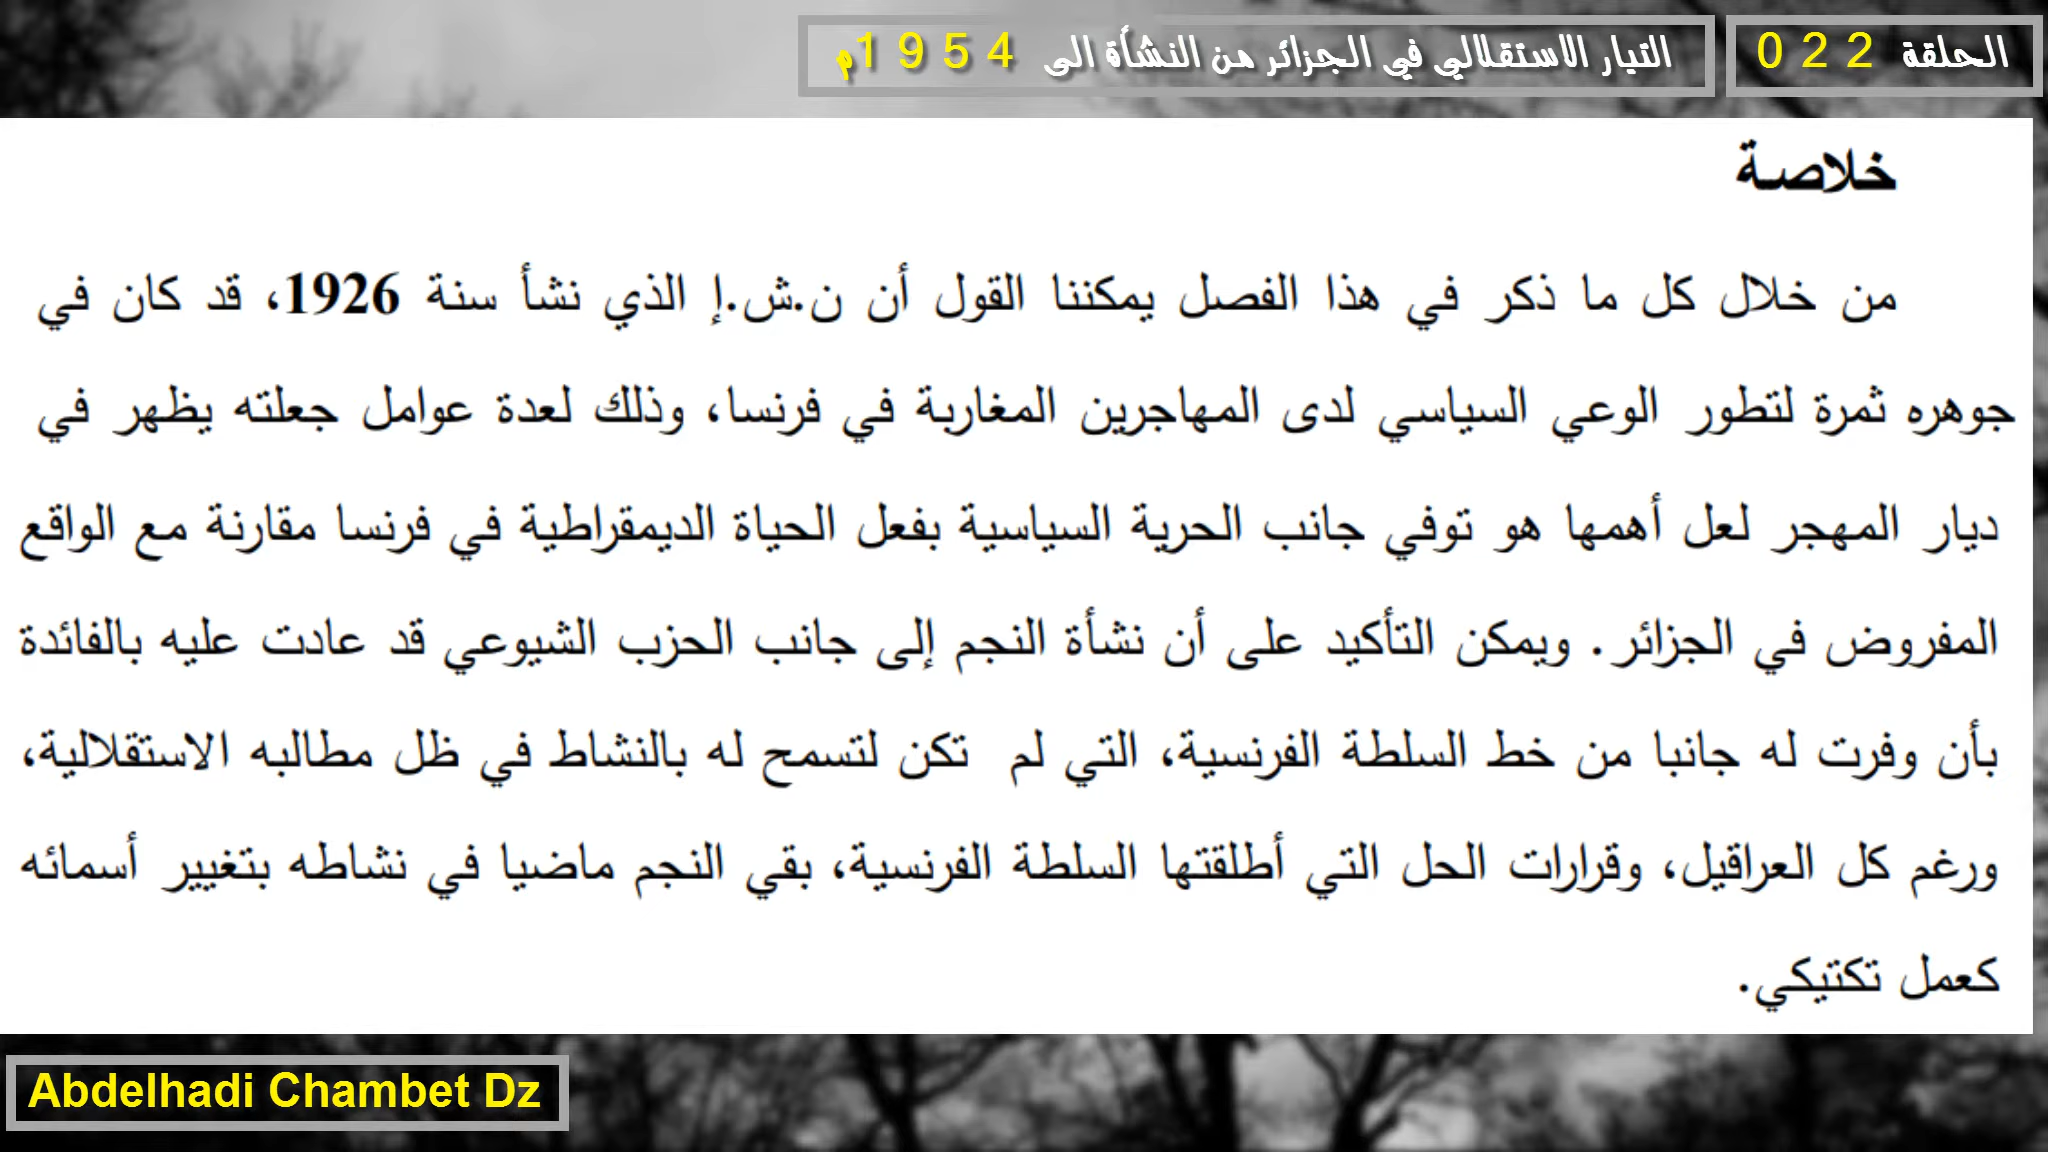 الحلقة 022
التيار الاستقلالي في الجزائر من النشأة الى 1954م
خلاصة
من خلال كل ما ذكر في هذا الفصل يمكننا القول أن ن.ش.إ الذي نشأ سنة 1926، قد كان في
جوهره ثمرة لتطور الوعي السياسي لدى المهاجرين المغاربة في فرنسا، وذلك لعدة عوامل جعلته يظهر في
ديار المهجر لعل أهمها هو توفي جانب الحرية السياسية بفعل الحياة الديمقراطية في فرنسا مقارنة مع الواقع
المفروض في الجزائر. ويمكن التأكيد على أن نشأة النجم إلى جانب الحزب الشيوعي قد عادت عليه بالفائدة
بأن وفرت له جانبا من خط السلطة الفرنسية، التي لم تكن لتسمح له بالنشاط في ظل مطالبه الاستقلالية،
ورغم كل العراقيل، وقرارات الحل التي أطلقتها السلطة الفرنسية، بقي النجم ماضيا في نشاطه بتغيير أسمائه
كعمل تكتيكي.
Abdelhadi Chambet Dz